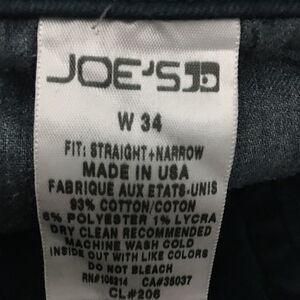 JOE'S
W 34
FIT: STRAIGHT+NARROW
MADE IN USA
FABRIQUE AUX ETATS-UNIS
93% COTTON/COTON
6% POLYESTER 1% LYCRA
DRY CLEAN RECOMMENDED
MACHINE WASH COLD
INSIDE OUT WITH LIKE COLORS
DO NOT BLEACH
RN#106214 CA#35037
CL#206